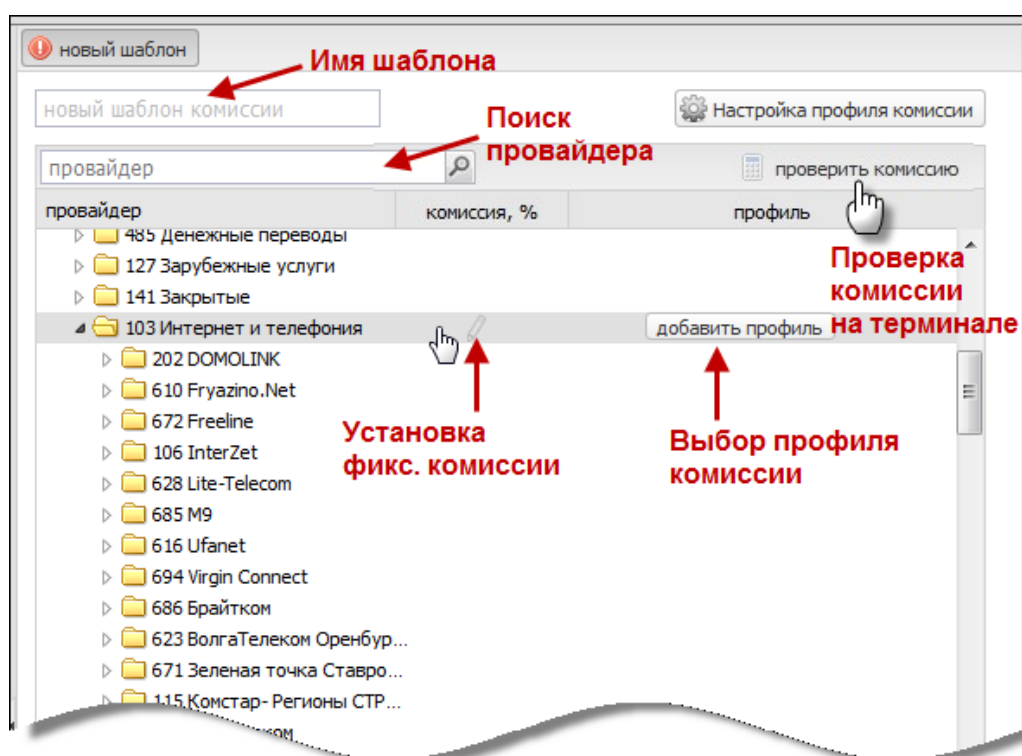 новый шаблон
Имя шаблона
новый шаблон комиссии
Поиск
провайдера
Настройка профиля комиссии
провайдер
проверить комиссию
провайдер комиссия, % профиль
485 Денежные переводы
127 Зарубежные услуги
Проверка
комиссии
на терминале
141 Закрытые
103 Интернет и телефония
добавить профиль
202 DOMOLINK
610 Fryazino.Net
672 Freeline
Установка
фикс. комиссии
Выбор профиля
комиссии
106 InterZet
628 Lite-Telecom
685 M9
616 Ufanet
694 Virgin Connect
686 Брайтком
623 ВолгаТелеком Оренбур...
671 Зеленая точка Ставро...
115 Комстар- Регионы СТР...